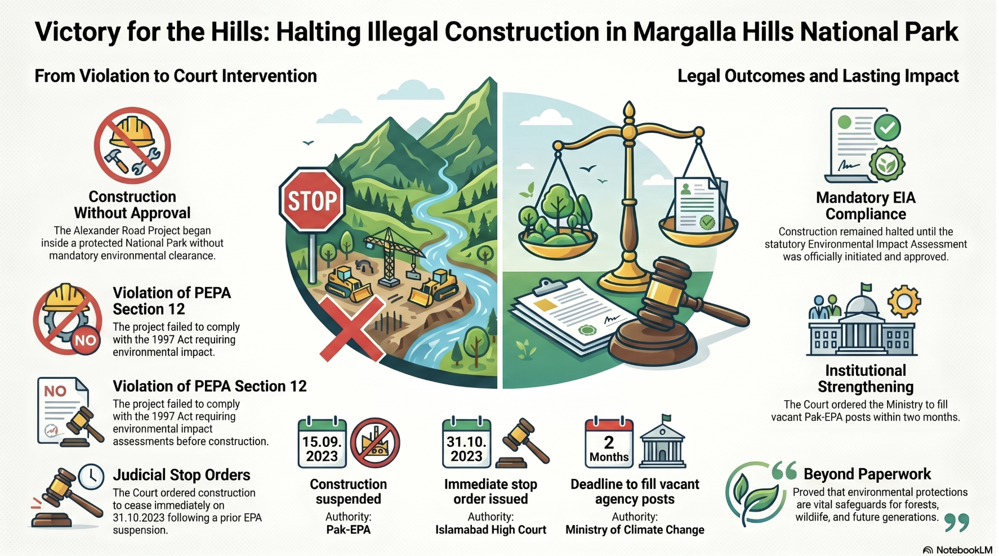 Victory for the Hills: Halting Illegal Construction in Margalla Hills National Park
From Violation to Court Intervention
Construction
Without Approval
The Alexander Road Project began
inside a protected National Park without
mandatory environmental clearance.
NO
Violation of PEPA
Section 12
The project failed to comply
with the 1997 Act requiring
environmental impact.
NO
Violation of PEPA Section 12
The project failed to comply
with the 1997 Act requiring
environmental impact
assessments before construction.
Judicial Stop Orders
The Court ordered construction
to cease immediately on
31.10.2023 following a prior EPA
suspension.
STOP
15.09.
2023
Construction
suspended
Authority:
Pak-EPA
31.10.
2023
Immediate stop
order issued
Authority:
Islamabad High Court
2
Months
Deadline to fill vacant
agency posts
Authority:
Ministry of Climate Change
Legal Outcomes and Lasting Impact
Mandatory EIA
Compliance
Construction remained halted until the
statutory Environmental Impact Assessment
was officially initiated and approved.
Institutional
Strengthening
The Court ordered the Ministry to fill
vacant Pak-EPA posts within two months.
“ Beyond Paperwork
Proved that environmental protections
are vital safeguards for forests,
wildiife, and future generations. ”
NotebookLM